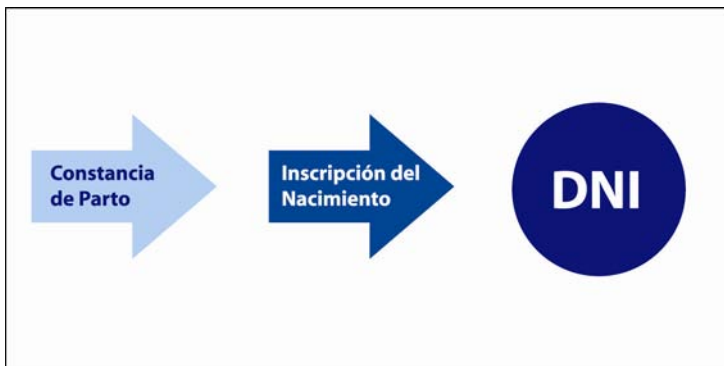 Constancia
de Parto
Inscripción del
Nacimiento
DNI